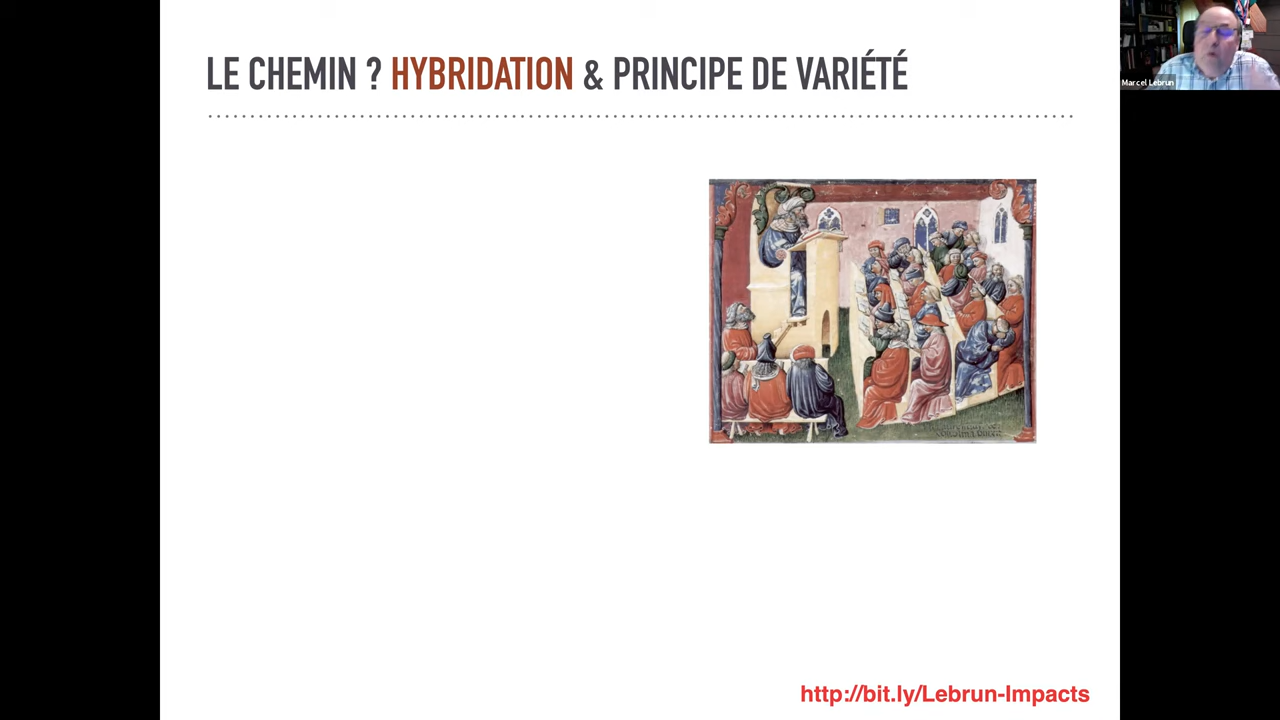 LE CHEMIN ? HYBRIDATION & PRINCIPE DE VARIÉTÉ
Marcel Lebrun
http://bit.ly/Lebrun-Impacts